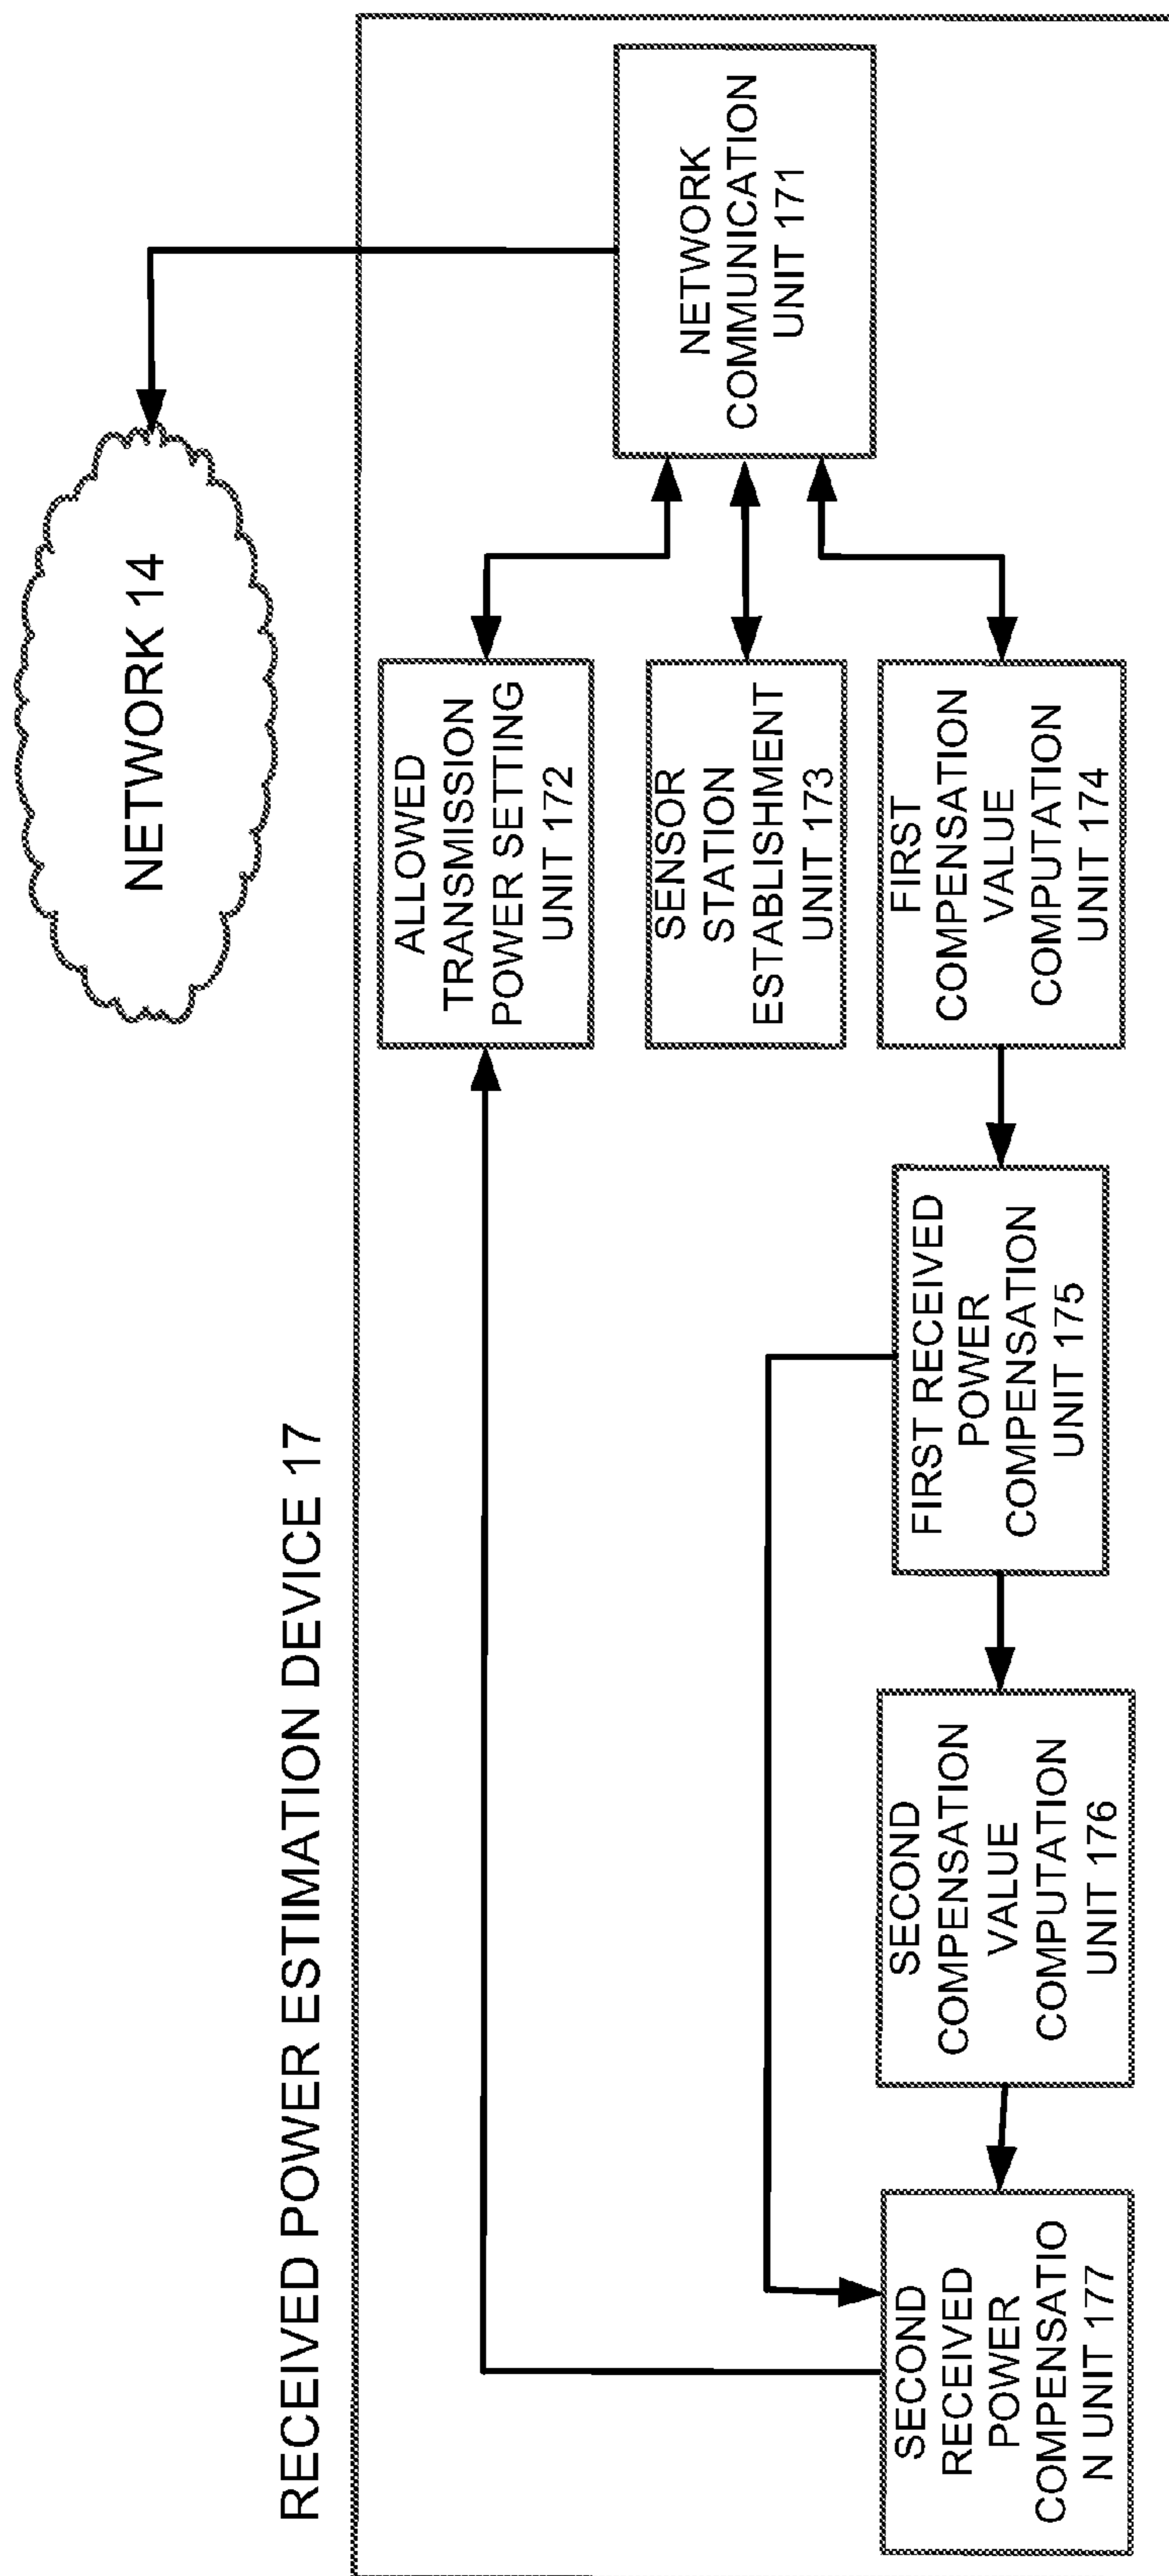 RECEIVED POWER ESTIMATION DEVICE 17
NETWORK 14
ALLOWED
TRANSMISSION
POWER SETTING
UNIT 172
SENSOR
STATION
ESTABLISHMENT
UNIT 173
NETWORK
COMMUNICATION
UNIT 171
SECOND
RECEIVED
POWER
COMPENSATIO
N UNIT 177
SECOND
COMPENSATION
VALUE
COMPUTATION
UNIT 176
FIRST RECEIVED
POWER
COMPENSATION
UNIT 175
FIRST
COMPENSATION
VALUE
COMPUTATION
UNIT 174